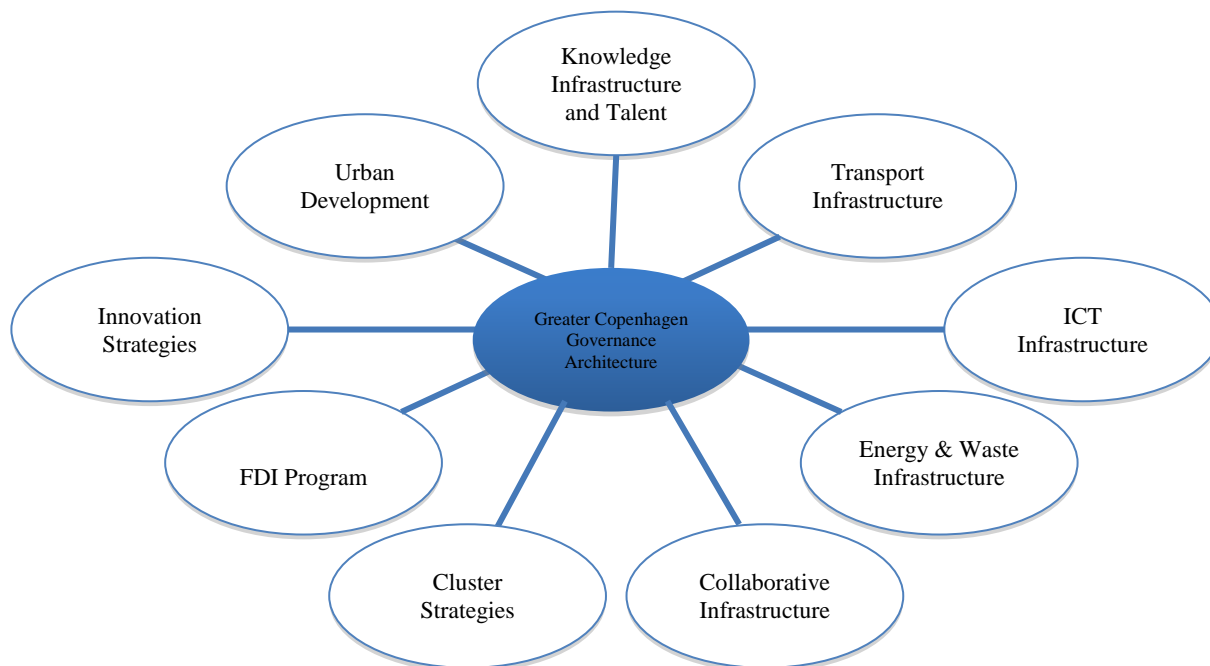 Knowledge
Infrastructure
and Talent
Urban
Development
Transport
Infrastructure
Innovation
Strategies
Greater Copenhagen
Governance
Architecture
ICT
Infrastructure
FDI Program
Energy & Waste
Infrastructure
Cluster
Strategies
Collaborative
Infrastructure